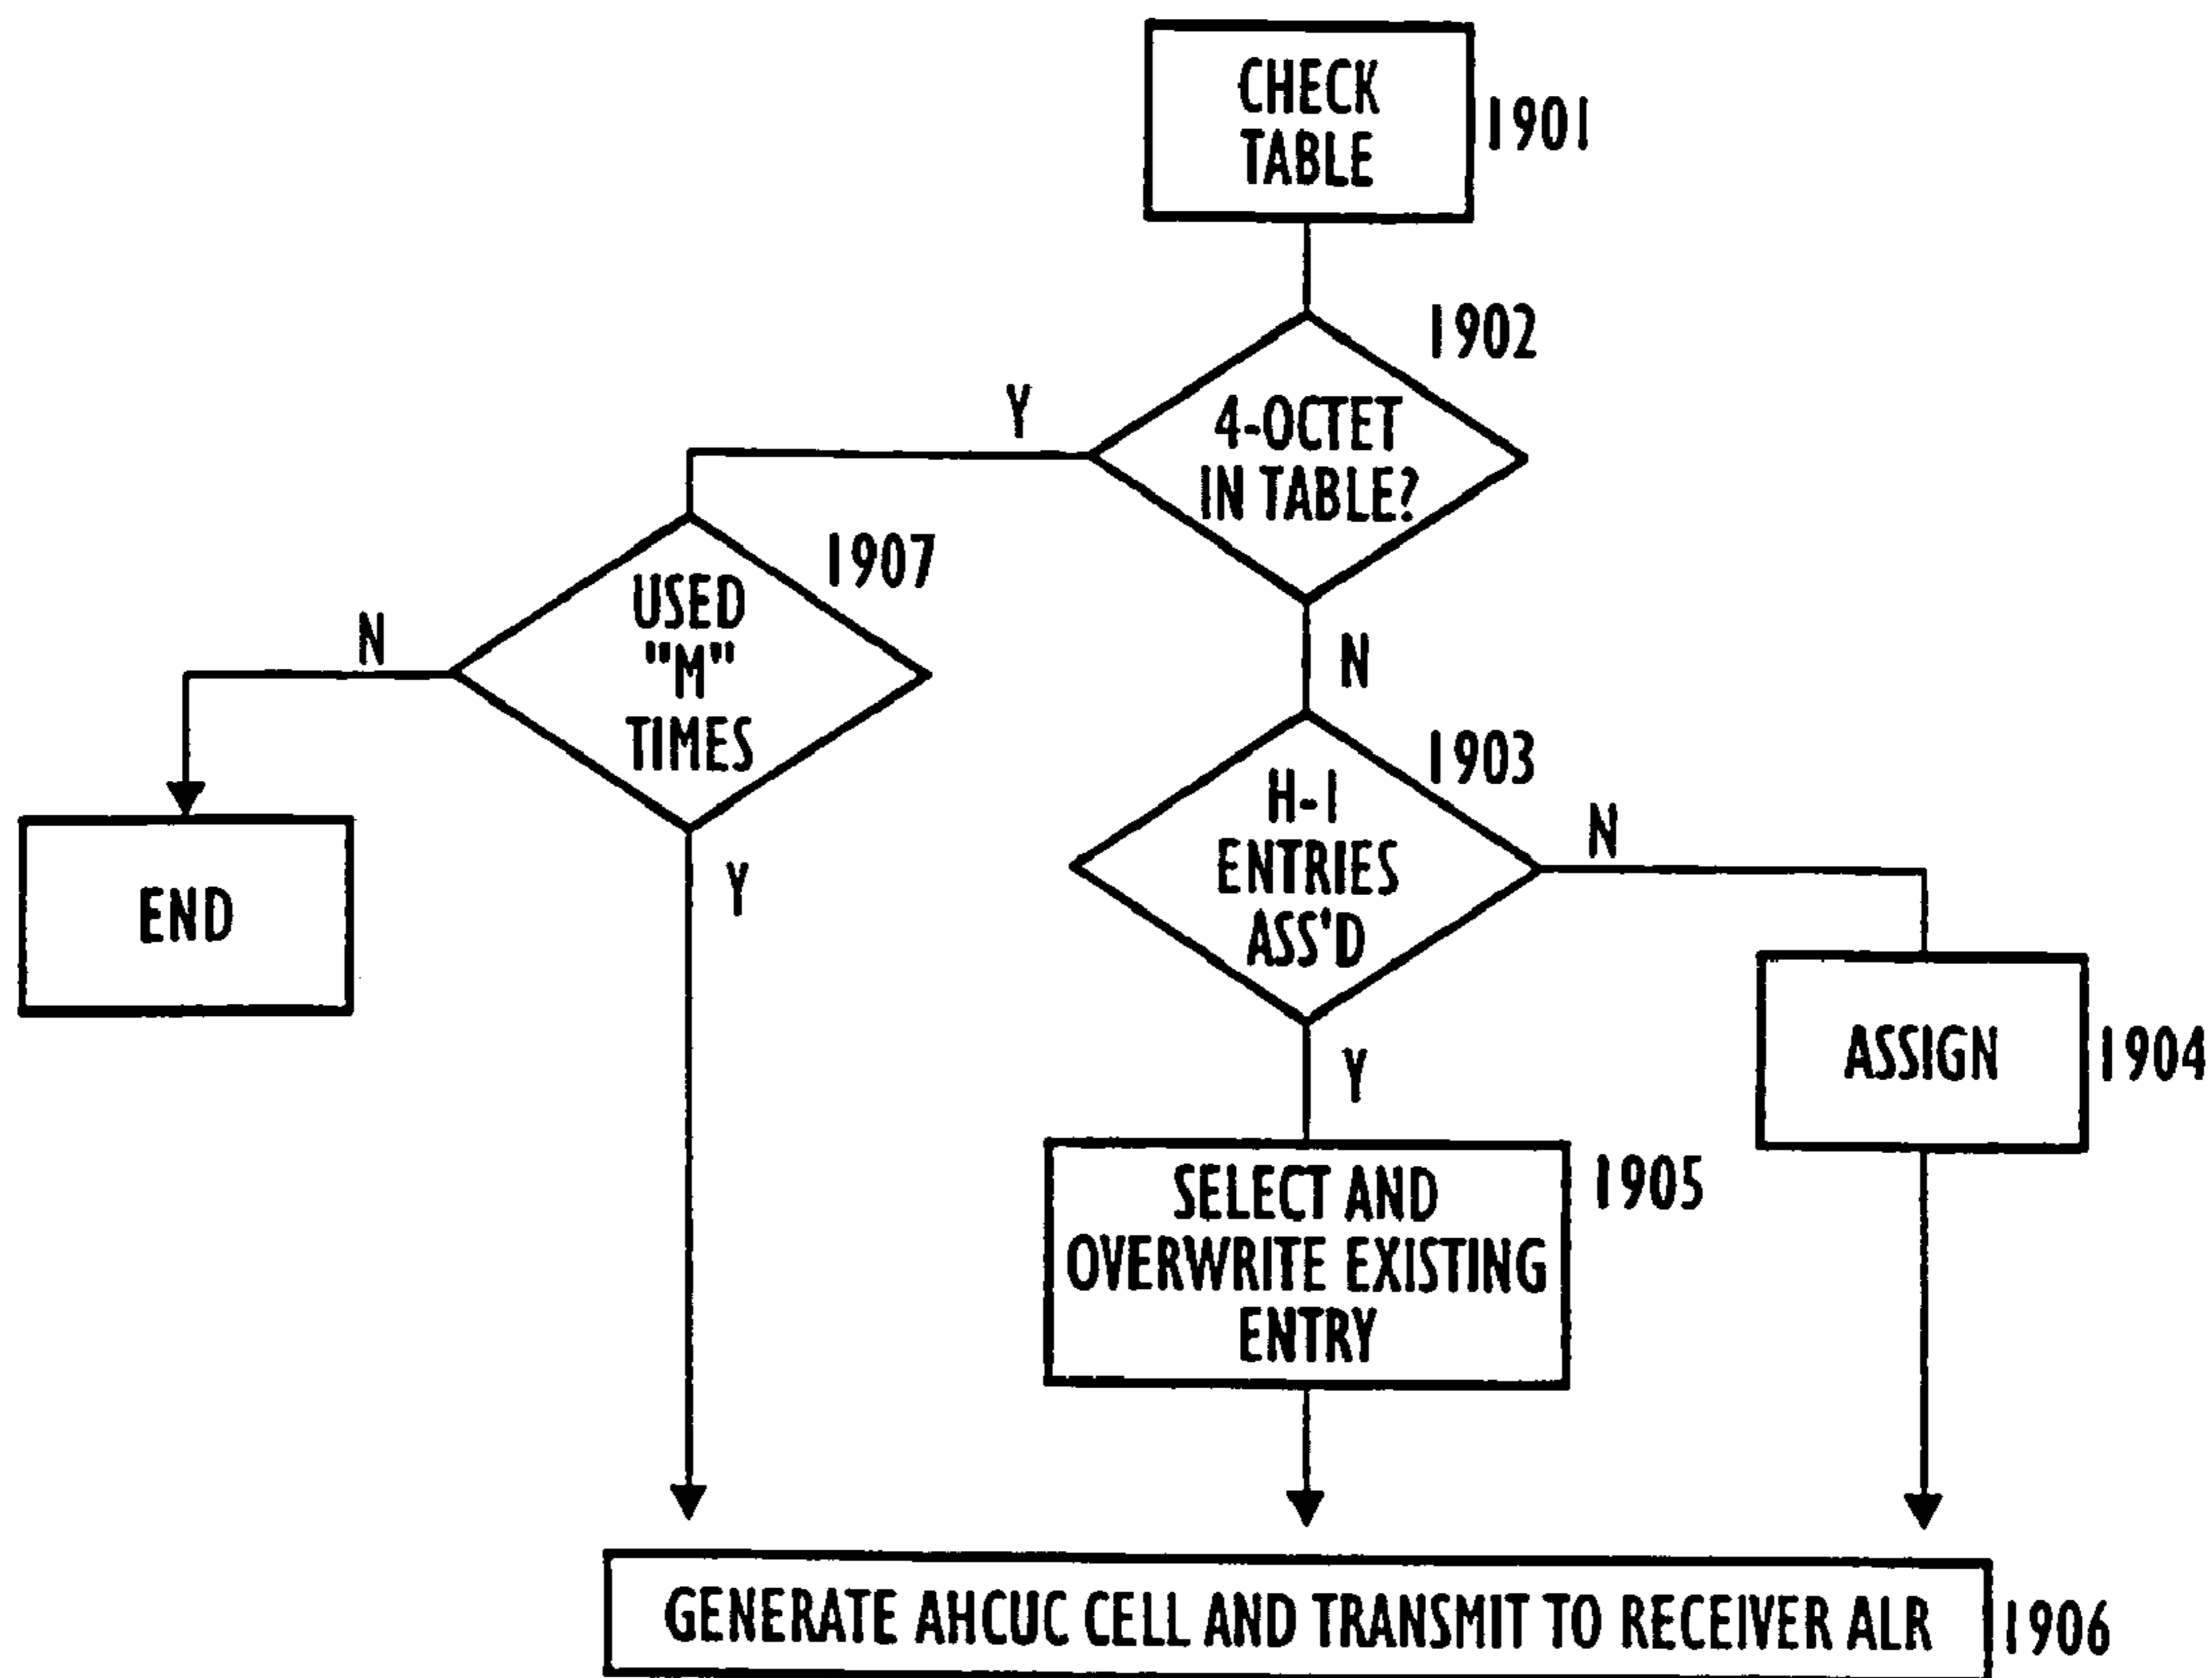 CHECK
TABLE
1901
1902
Y
4-OCTET
IN TABLE?
1907
USED
"M"
TIMES
N
N
1903
H-1
ENTRIES
ASS'D
N
Y
END
ASSIGN
1904
Y
SELECT AND
OVERWRITE EXISTING
ENTRY
1905
GENERATE AHCUC CELL AND TRANSMIT TO RECEIVER ALR
1906